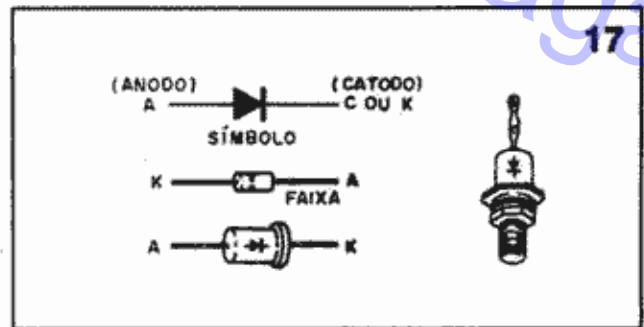 17
(ANODO) (CATODO)
A C OU K
SÍMBOLO
K A
FAIXA
A K